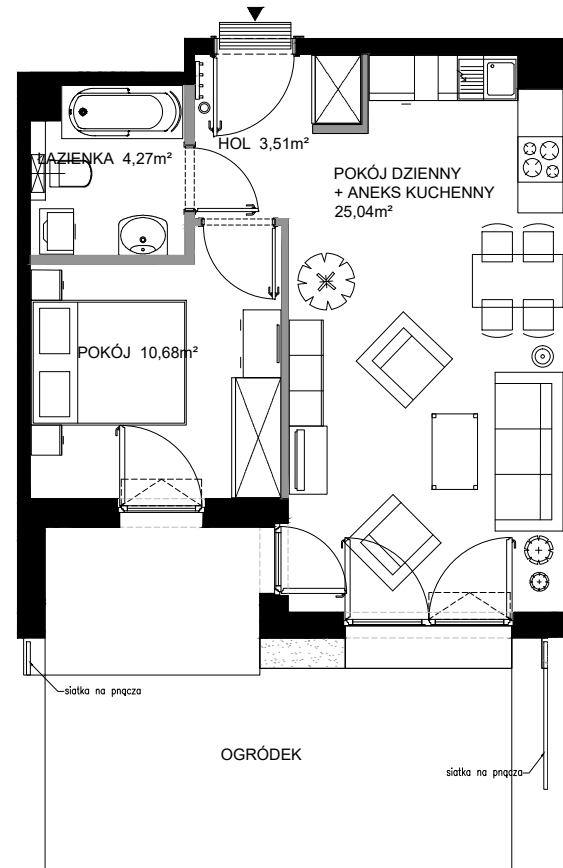 HOL 3,51m²
ŁAZIENKA 4,27m²
POKÓJ DZIENNY
+ ANEKS KUCHENNY
25,04m²
POKÓJ 10,68m²
siatka na pnącza
OGRÓDEK
siatka na pnącza